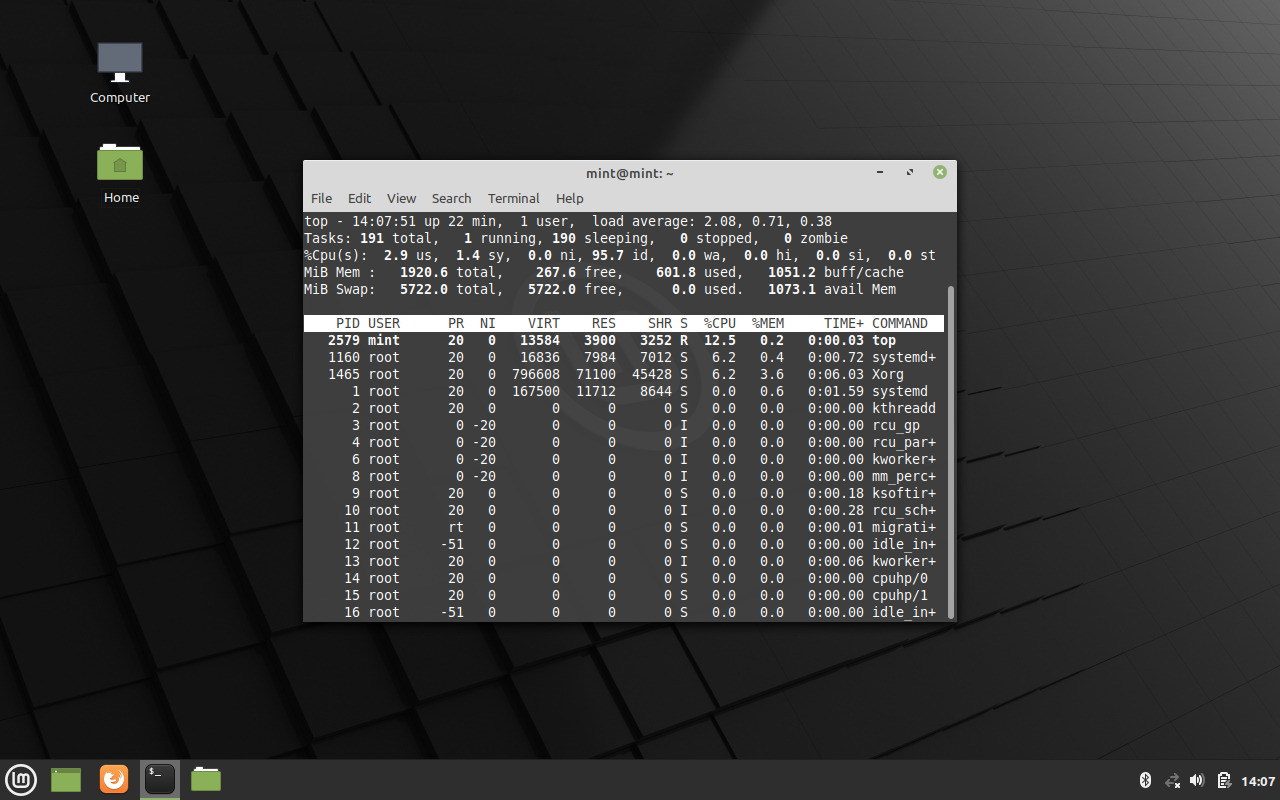 Computer
Home
mint@mint: ~
File Edit View Search Terminal Help
top - 14:07:51 up 22 min,  1 user,  load average: 2.08, 0.71, 0.38
Tasks: 191 total,   1 running, 190 sleeping,   0 stopped,   0 zombie
%Cpu(s):  2.9 us,  1.4 sy,  0.0 ni, 95.7 id,  0.0 wa,  0.0 hi,  0.0 si,  0.0 st
MiB Mem :   1920.6 total,    267.6 free,    601.8 used,   1051.2 buff/cache
MiB Swap:   5722.0 total,   5722.0 free,      0.0 used.   1073.1 avail Mem
PID USER      PR  NI    VIRT    RES    SHR S  %CPU  %MEM     TIME+ COMMAND
2579 mint      20   0   13584   3900   3252 R  12.5   0.2   0:00.03 top
1160 root      20   0   16836   7984   7012 S   6.2   0.4   0:00.72 systemd+
1465 root      20   0  796608  71100  45428 S   6.2   3.6   0:06.03 Xorg
1 root      20   0  167500  11712   8644 S   0.0   0.6   0:01.59 systemd
2 root      20   0       0      0      0 S   0.0   0.0   0:00.00 kthreadd
3 root       0 -20       0      0      0 I   0.0   0.0   0:00.00 rcu_gp
4 root       0 -20       0      0      0 I   0.0   0.0   0:00.00 rcu_par+
6 root       0 -20       0      0      0 I   0.0   0.0   0:00.00 kworker+
8 root       0 -20       0      0      0 I   0.0   0.0   0:00.00 mm_perc+
9 root      20   0       0      0      0 S   0.0   0.0   0:00.18 ksoftir+
10 root      20   0       0      0      0 I   0.0   0.0   0:00.28 rcu_sch+
11 root      rt   0       0      0      0 S   0.0   0.0   0:00.01 migrati+
12 root     -51   0       0      0      0 S   0.0   0.0   0:00.00 idle_in+
13 root      20   0       0      0      0 I   0.0   0.0   0:00.06 kworker+
14 root      20   0       0      0      0 S   0.0   0.0   0:00.00 cpuhp/0
15 root      20   0       0      0      0 S   0.0   0.0   0:00.00 cpuhp/1
16 root     -51   0       0      0      0 S   0.0   0.0   0:00.00 idle_in+
$_
14:07